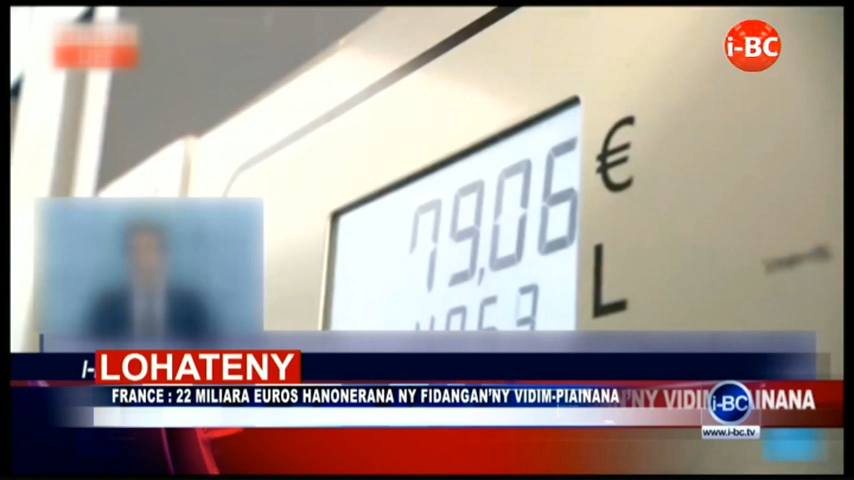 i-BC
79,06 €
L
LOHATENY
FRANCE : 22 MILIARA EUROS HANONERANA NY FIDANGAN'NY VIDIM-PIAINANA
i-BC
www.i-bc.tv